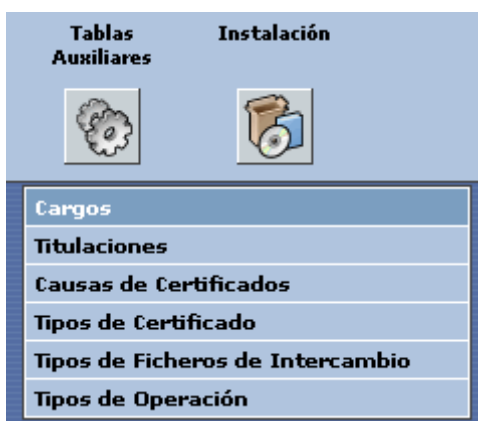 Tablas
Auxiliares
Instalación
Cargos
Titulaciones
Causas de Certificados
Tipos de Certificado
Tipos de Ficheros de Intercambio
Tipos de Operación